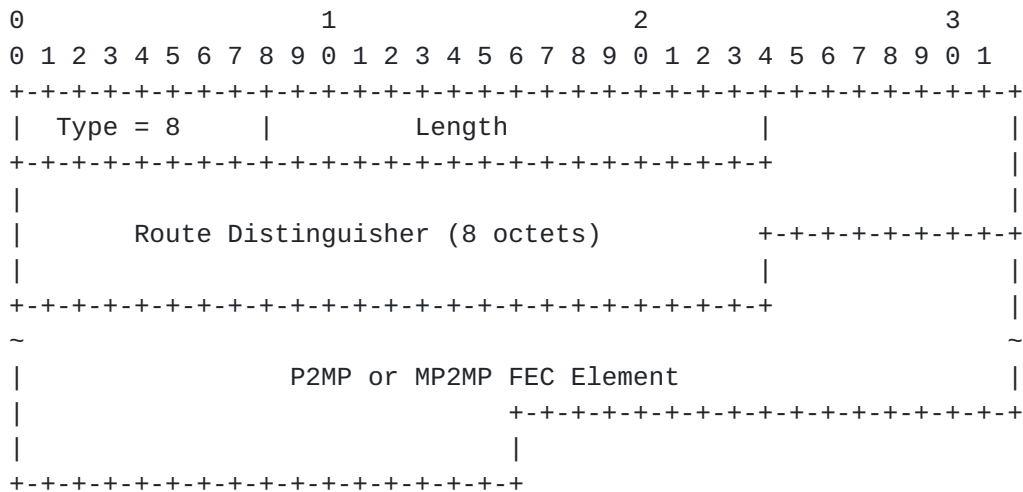 0                   1                   2                   3
0 1 2 3 4 5 6 7 8 9 0 1 2 3 4 5 6 7 8 9 0 1 2 3 4 5 6 7 8 9 0 1
+-+-+-+-+-+-+-+-+-+-+-+-+-+-+-+-+-+-+-+-+-+-+-+-+-+-+-+-+-+-+-+-+
|  Type = 8     |         Length                |               |
+-+-+-+-+-+-+-+-+-+-+-+-+-+-+-+-+-+-+-+-+-+-+-+-+               |
|                                                               |
|       Route Distinguisher (8 octets)          +-+-+-+-+-+-+-+-+
|                                               |               |
+-+-+-+-+-+-+-+-+-+-+-+-+-+-+-+-+-+-+-+-+-+-+-+-+               |
~                                                               ~
|                 P2MP or MP2MP FEC Element                     |
|                               +-+-+-+-+-+-+-+-+-+-+-+-+-+-+-+-+
|                               |
+-+-+-+-+-+-+-+-+-+-+-+-+-+-+-+-+